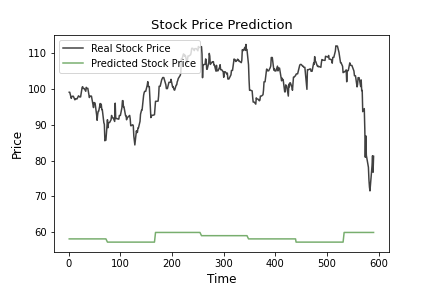 Stock Price Prediction
Real Stock Price
Predicted Stock Price
Price
110
100
90
80
70
60
0 100 200 300 400 500 600
Time